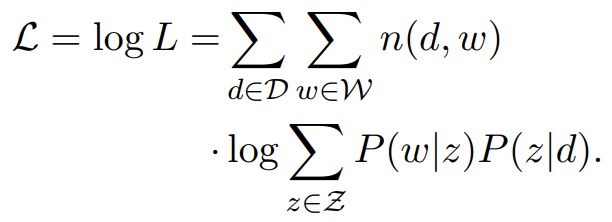 ℒ = log L = ∑_{d∈𝒟} ∑_{w∈𝒲} n(d, w)
· log ∑_{z∈𝒵} P(w|z)P(z|d).